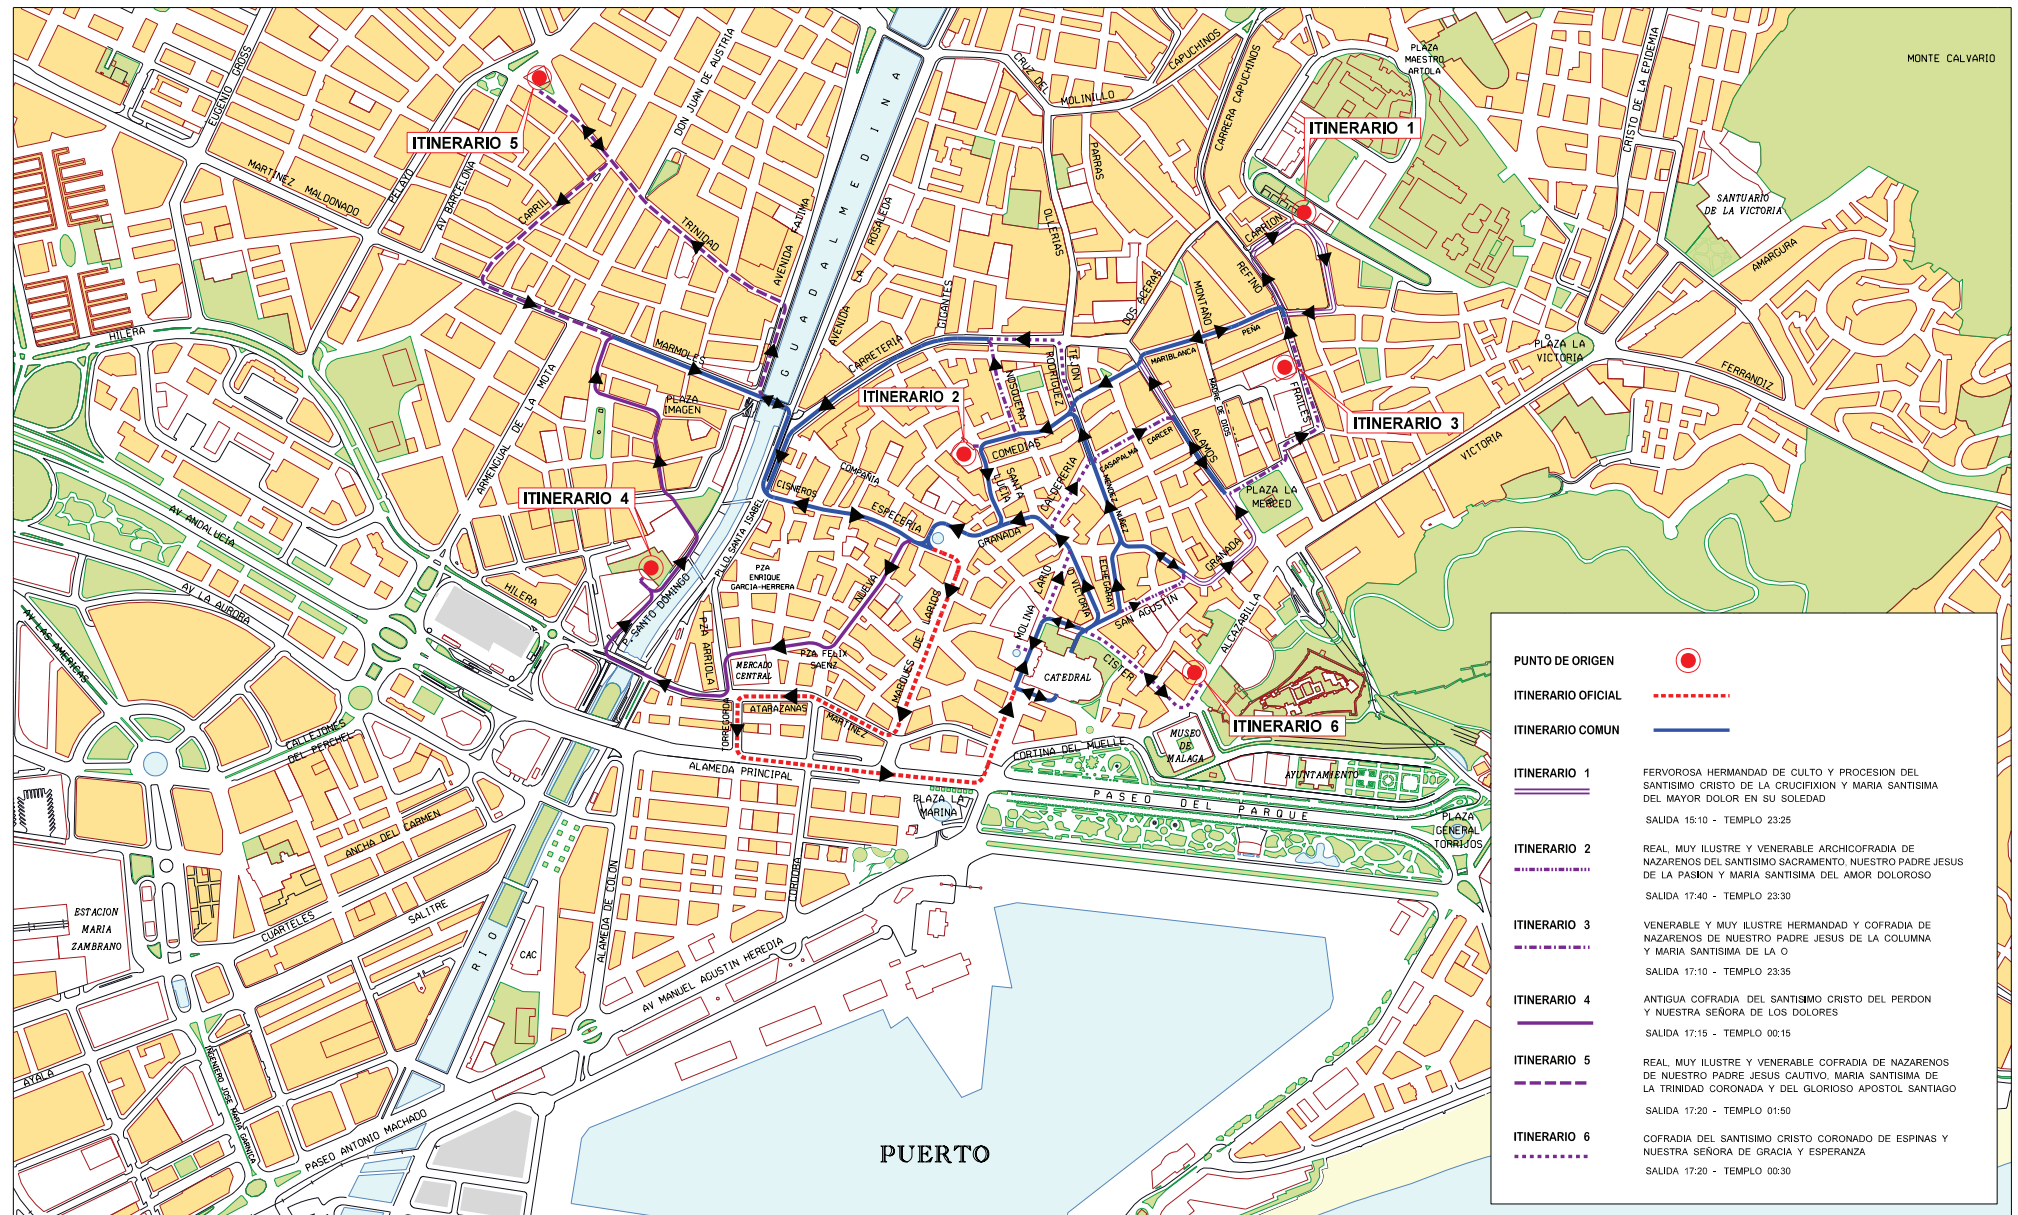 EUGENIO GROSS
DON JUAN DE AUSTRIA
GUADALMEDINA
CRUZ DEL
MOLINILLO
CAPUCHINOS
CARRERA CAPUCHINOS
PLAZA
MAESTRO
ARTOLA
CRISTO DE LA EPIDEMIA
MONTE CALVARIO
ITINERARIO 5
ITINERARIO 1
MARTINEZ MALDONADO
PELAYO
AV BARCELONA
CARRIL
TRINIDAD
AVENIDA FATIMA
AVENIDA LA ROSALEDA
PARRAS
OLLERIAS
CARRION
REFINO
SANTUARIO
DE LA VICTORIA
AMARGURA
HILERA
MARMOLES
PLAZA
IMAGEN
ARMENGUAL DE LA MOTA
CARRETERIA
GIGANTES
DOS ACERAS
MONTAÑO
PEÑA
MARIBLANCA
PLAZA LA
VICTORIA
FERRANDIZ
ITINERARIO 2
NOSQUERA
TEJON Y
RODRIGUEZ
MADRE DE DIOS
FRAILES
ITINERARIO 3
VICTORIA
COMEDIAS
CARCER
CASAPALMA
ALAMOS
ITINERARIO 4
COMPAÑIA
CISNEROS
ESPECERIA
SANTA
LUCIA
CALDERERIA
MENDEZ NUÑEZ
PLAZA LA
MERCED
AV ANDALUCIA
PLLO. SANTA ISABEL
GRANADA
GRANADA
AV LA AURORA
HILERA
PZA
ENRIQUE
GARCIA-HERRERA
NUEVA
MARQUES DE LARIOS
MOLINA LARIO
D VICTORIA
ECHEGARAY
SAN AGUSTIN
ALCAZABILLA
AV LAS AMERICAS
P. SANTO DOMINGO
PZA ARRIOLA
MERCADO
CENTRAL
PZA FELIX
SAENZ
CATEDRAL
CISTER
ITINERARIO 6
CALLEJONES
DEL PERCHEL
TORREGORDA
ATARAZANAS
MARTINEZ
ALAMEDA PRINCIPAL
CORTINA DEL MUELLE
MUSEO
DE
MALAGA
AYUNTAMIENTO
PLAZA LA
MARINA
PASEO DEL PARQUE
PLAZA
GENERAL
TORRIJOS
ANCHA DEL CARMEN
ESTACION
MARIA
ZAMBRANO
CUARTELES
SALITRE
RIO
CAC
ALAMEDA DE COLON
CORDOBA
AV MANUEL AGUSTIN HEREDIA
AYALA
INGENIERO JOSE MARIA GARNICA
PASEO ANTONIO MACHADO
PUERTO
PUNTO DE ORIGEN
ITINERARIO OFICIAL
ITINERARIO COMUN
ITINERARIO 1
FERVOROSA HERMANDAD DE CULTO Y PROCESION DEL
SANTISIMO CRISTO DE LA CRUCIFIXION Y MARIA SANTISIMA
DEL MAYOR DOLOR EN SU SOLEDAD
SALIDA 15:10 - TEMPLO 23:25
ITINERARIO 2
REAL, MUY ILUSTRE Y VENERABLE ARCHICOFRADIA DE
NAZARENOS DEL SANTISIMO SACRAMENTO, NUESTRO PADRE JESUS
DE LA PASION Y MARIA SANTISIMA DEL AMOR DOLOROSO
SALIDA 17:40 - TEMPLO 23:30
ITINERARIO 3
VENERABLE Y MUY ILUSTRE HERMANDAD Y COFRADIA DE
NAZARENOS DE NUESTRO PADRE JESUS DE LA COLUMNA
Y MARIA SANTISIMA DE LA O
SALIDA 17:10 - TEMPLO 23:35
ITINERARIO 4
ANTIGUA COFRADIA DEL SANTISIMO CRISTO DEL PERDON
Y NUESTRA SEÑORA DE LOS DOLORES
SALIDA 17:15 - TEMPLO 00:15
ITINERARIO 5
REAL, MUY ILUSTRE Y VENERABLE COFRADIA DE NAZARENOS
DE NUESTRO PADRE JESUS CAUTIVO, MARIA SANTISIMA DE
LA TRINIDAD CORONADA Y DEL GLORIOSO APOSTOL SANTIAGO
SALIDA 17:20 - TEMPLO 01:50
ITINERARIO 6
COFRADIA DEL SANTISIMO CRISTO CORONADO DE ESPINAS Y
NUESTRA SEÑORA DE GRACIA Y ESPERANZA
SALIDA 17:20 - TEMPLO 00:30